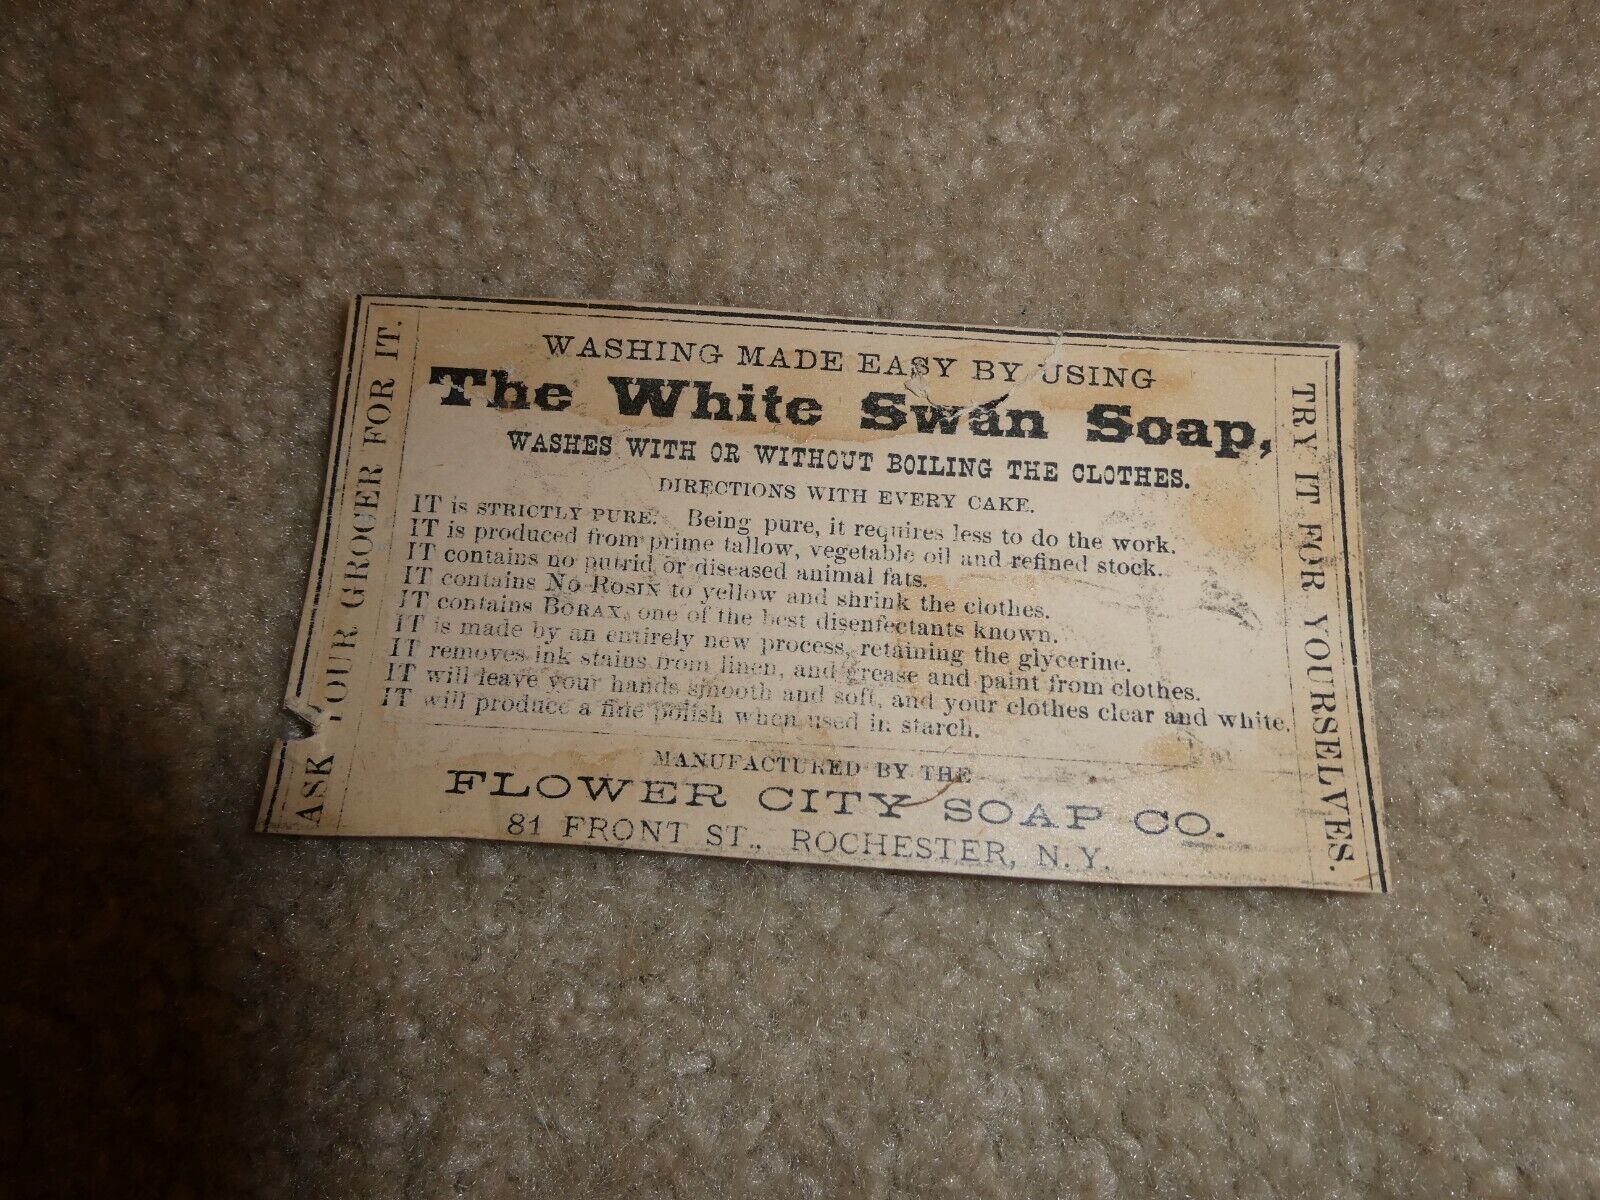 WASHING MADE EASY BY USING
The White Swan Soap,
WASHES WITH OR WITHOUT BOILING THE CLOTHES.
DIRECTIONS WITH EVERY CAKE.
IT is STRICTLY PURE. Being pure, it requires less to do the work.
IT is produced from prime tallow, vegetable oil and refined stock.
IT contains no putrid or diseased animal fats.
IT contains NO ROSIN to yellow and shrink the clothes.
IT contains BORAX, one of the best disenfectants known.
IT is made by an entirely new process, retaining the glycerine.
IT removes ink stains from linen, and grease and paint from clothes.
IT will leave your hands smooth and soft, and your clothes clear and white.
IT will produce a fine polish when used in starch.
MANUFACTURED BY THE
FLOWER CITY SOAP CO.
81 FRONT ST., ROCHESTER, N. Y.
ASK YOUR GROCER FOR IT.
TRY IT FOR YOURSELVES.